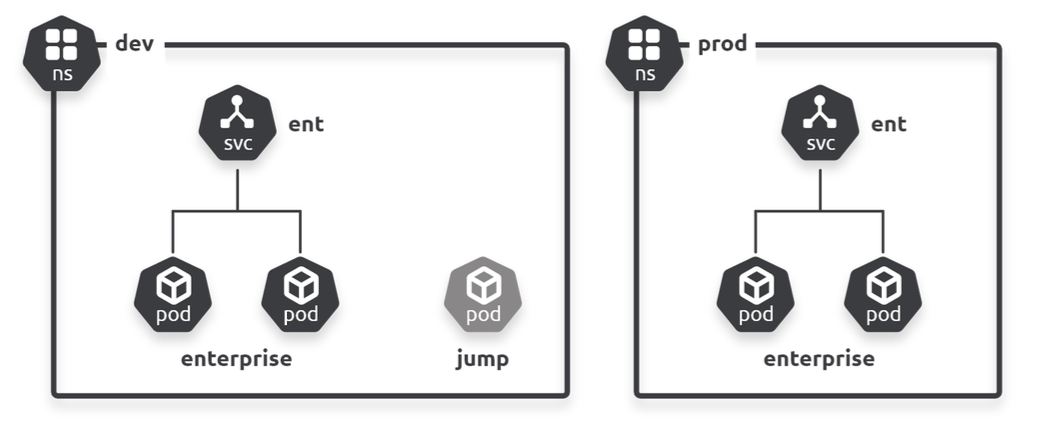 ns dev
svc ent
pod pod pod
enterprise jump
ns prod
svc ent
pod pod
enterprise